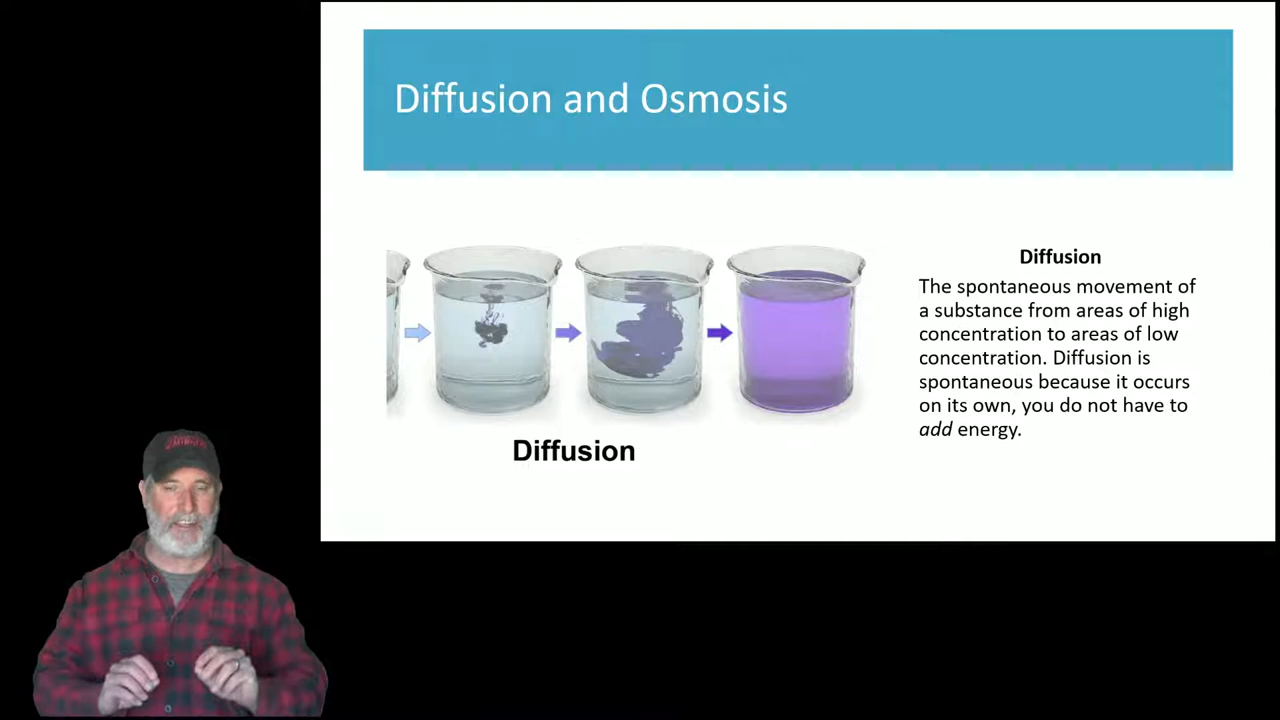 Diffusion and Osmosis
Diffusion
The spontaneous movement of
a substance from areas of high
concentration to areas of low
concentration. Diffusion is
spontaneous because it occurs
on its own, you do not have to
add energy.
Diffusion